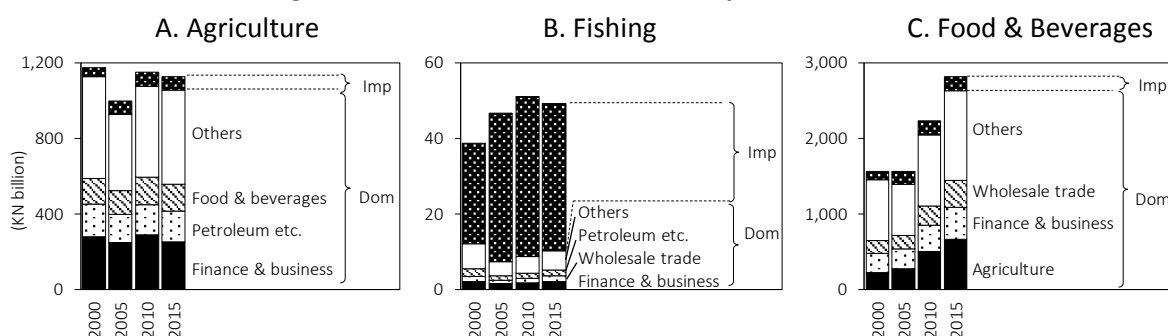 A. Agriculture
1,200
800
400
0
(KN billion)
Others
Food & beverages
Petroleum etc.
Finance & business
Imp
Dom
2000
2005
2010
2015
B. Fishing
60
40
20
0
Others
Petroleum etc.
Wholesale trade
Finance & business
Imp
Dom
2000
2005
2010
2015
C. Food & Beverages
3,000
2,000
1,000
0
Others
Wholesale trade
Finance & business
Agriculture
Imp
Dom
2000
2005
2010
2015